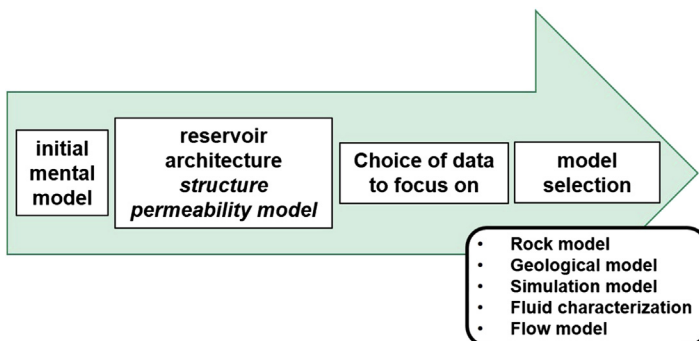 initial
mental
model
reservoir
architecture
structure
permeability model
Choice of data
to focus on
model
selection
• Rock model
• Geological model
• Simulation model
• Fluid characterization
• Flow model